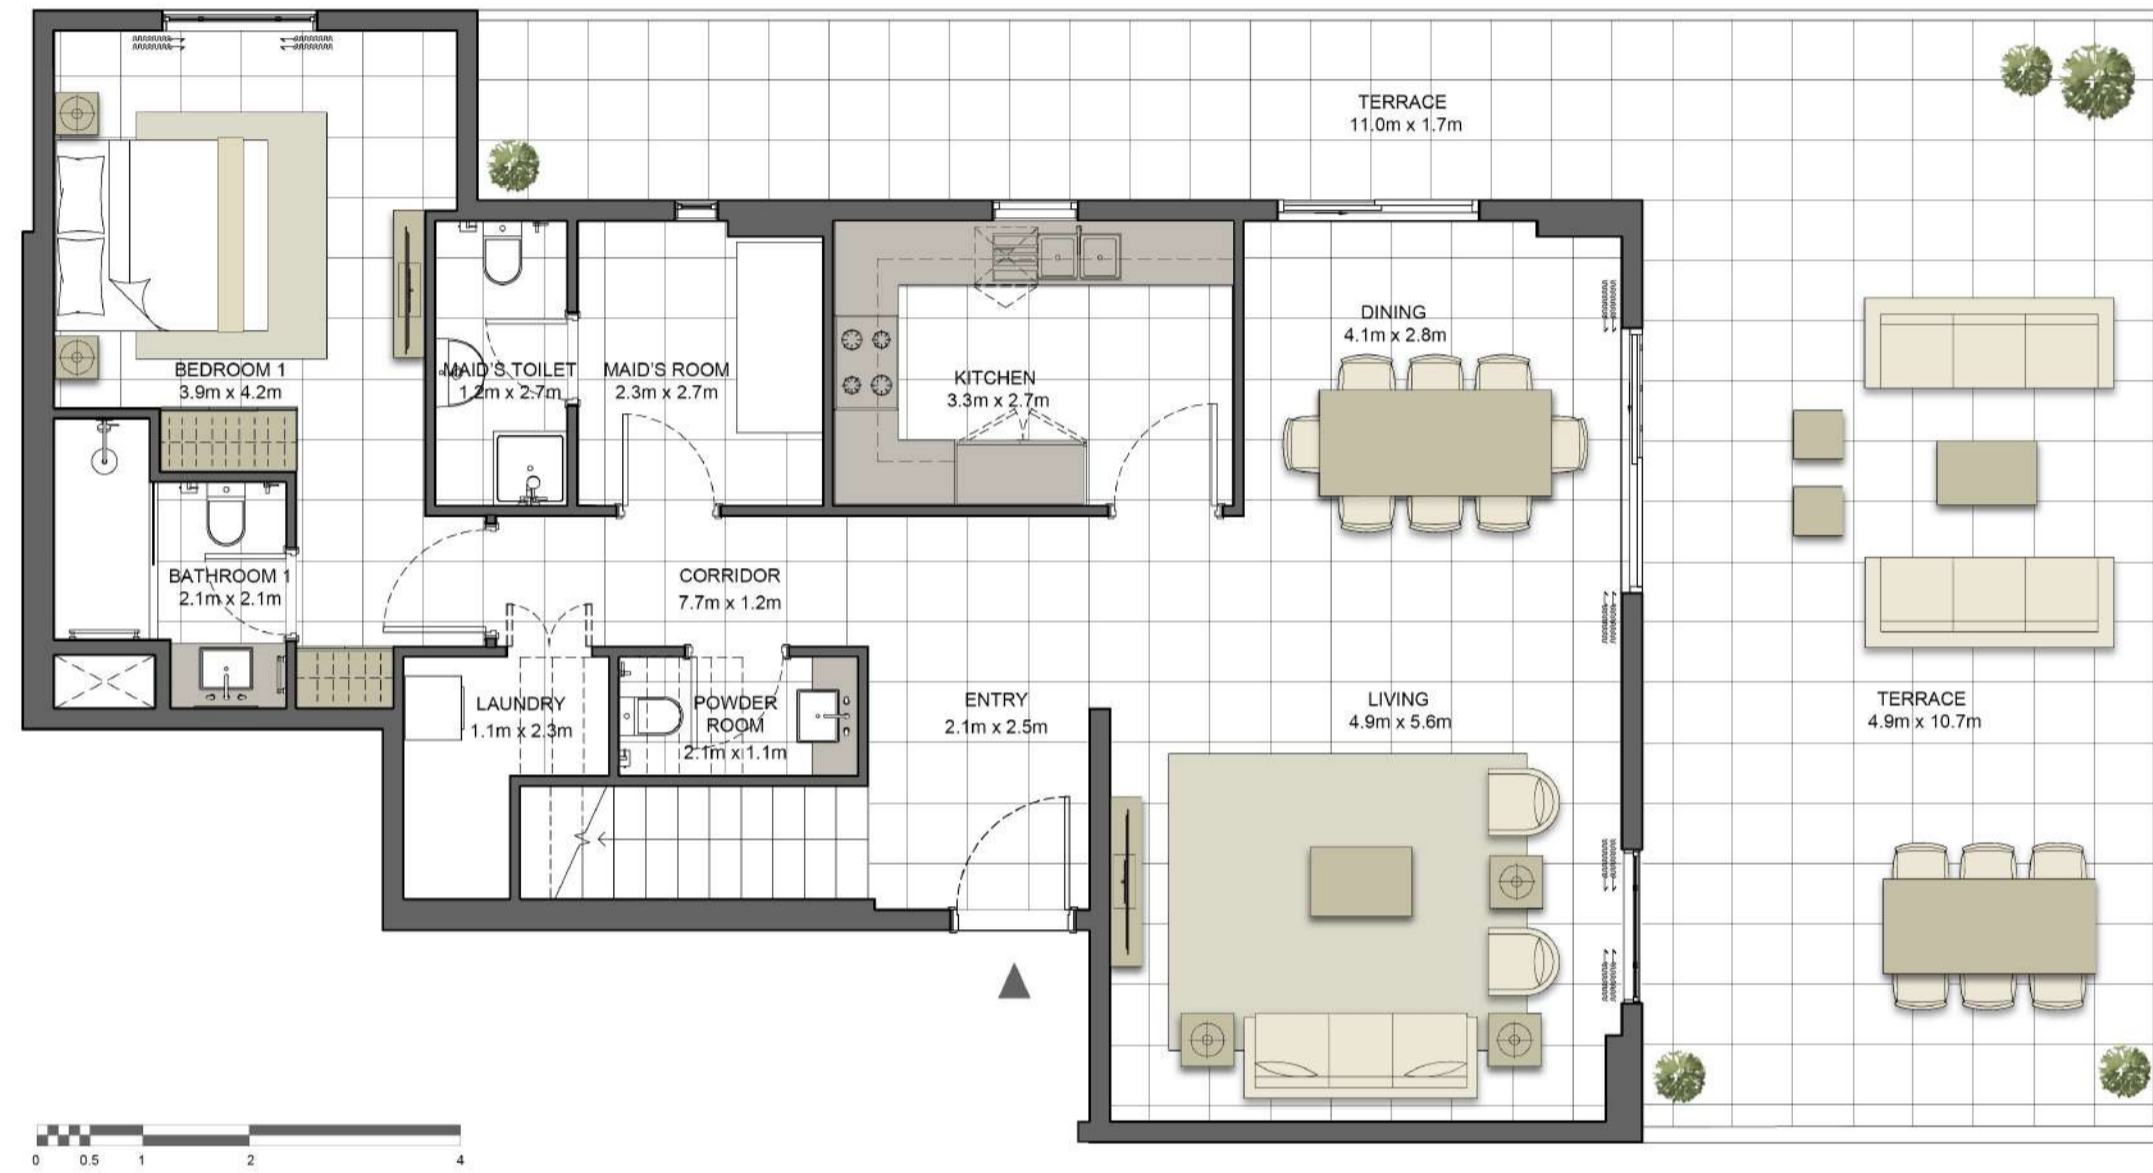 TERRACE
11.0m x 1.7m
DINING
4.1m x 2.8m
BEDROOM 1
3.9m x 4.2m
MAID'S TOILET
1.2m x 2.7m
MAID'S ROOM
2.3m x 2.7m
KITCHEN
3.3m x 2.7m
BATHROOM 1
2.1m x 2.1m
CORRIDOR
7.7m x 1.2m
LAUNDRY
1.1m x 2.3m
POWDER
ROOM
2.1m x 1.1m
ENTRY
2.1m x 2.5m
LIVING
4.9m x 5.6m
TERRACE
4.9m x 10.7m
0 0.5 1 2 4